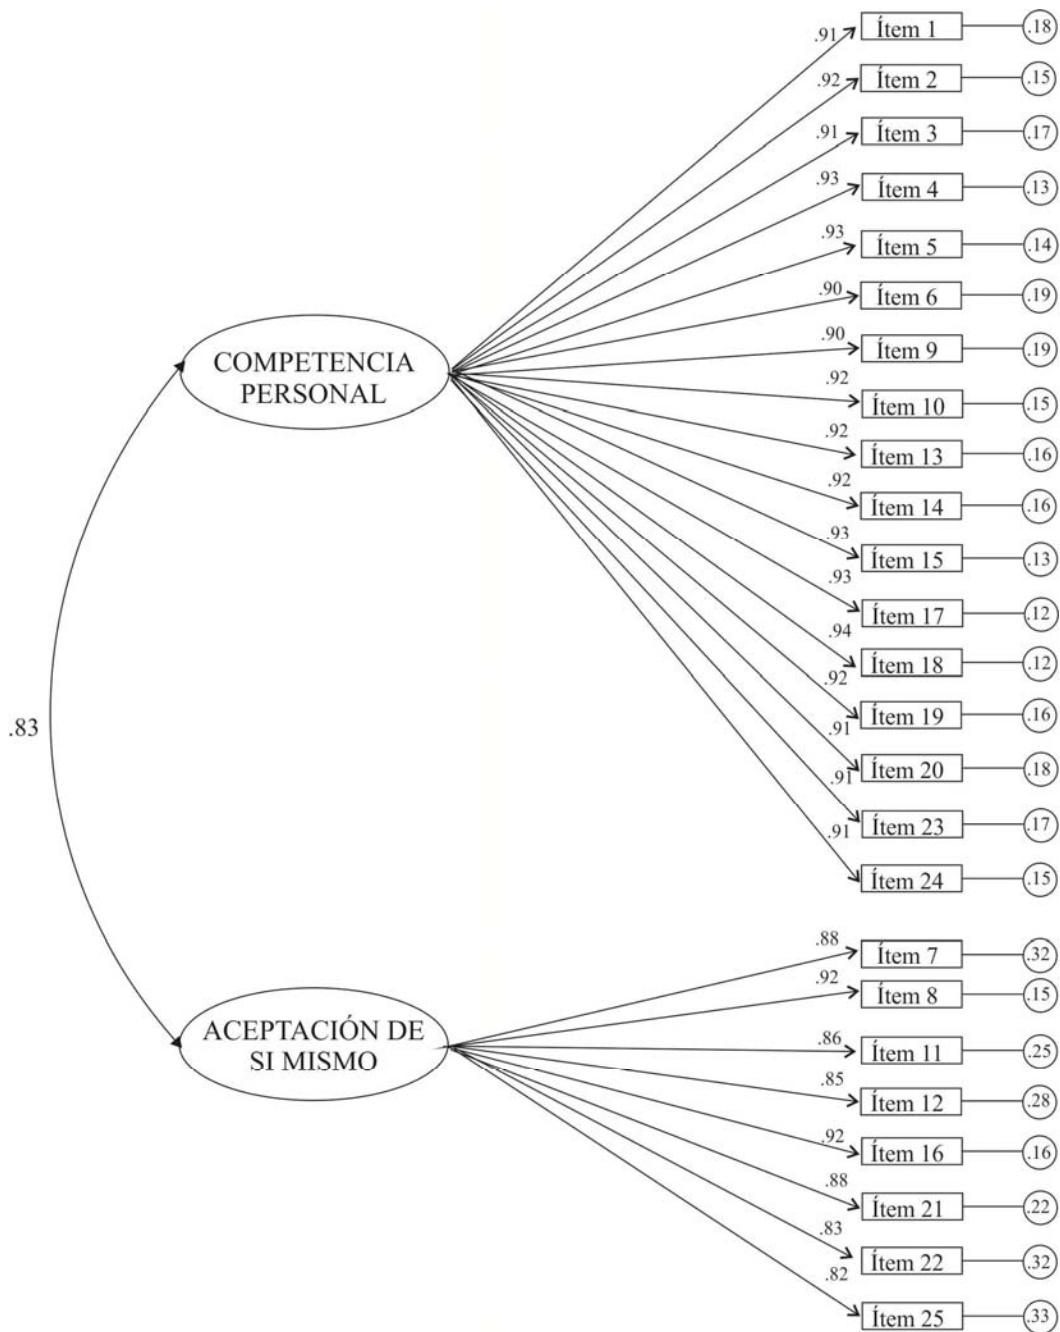 .91 Ítem 1 .18
.92 Ítem 2 .15
.91 Ítem 3 .17
.93 Ítem 4 .13
.93 Ítem 5 .14
.90 Ítem 6 .19
.90 Ítem 9 .19
.92 Ítem 10 .15
.92 Ítem 13 .16
.92 Ítem 14 .16
.93 Ítem 15 .13
.93 Ítem 17 .12
.94 Ítem 18 .12
.92 Ítem 19 .16
.91 Ítem 20 .18
.91 Ítem 23 .17
.91 Ítem 24 .15
COMPETENCIA
PERSONAL
.83
.88 Ítem 7 .32
.92 Ítem 8 .15
.86 Ítem 11 .25
.85 Ítem 12 .28
.92 Ítem 16 .16
.88 Ítem 21 .22
.83 Ítem 22 .32
.82 Ítem 25 .33
ACEPTACIÓN DE
SI MISMO